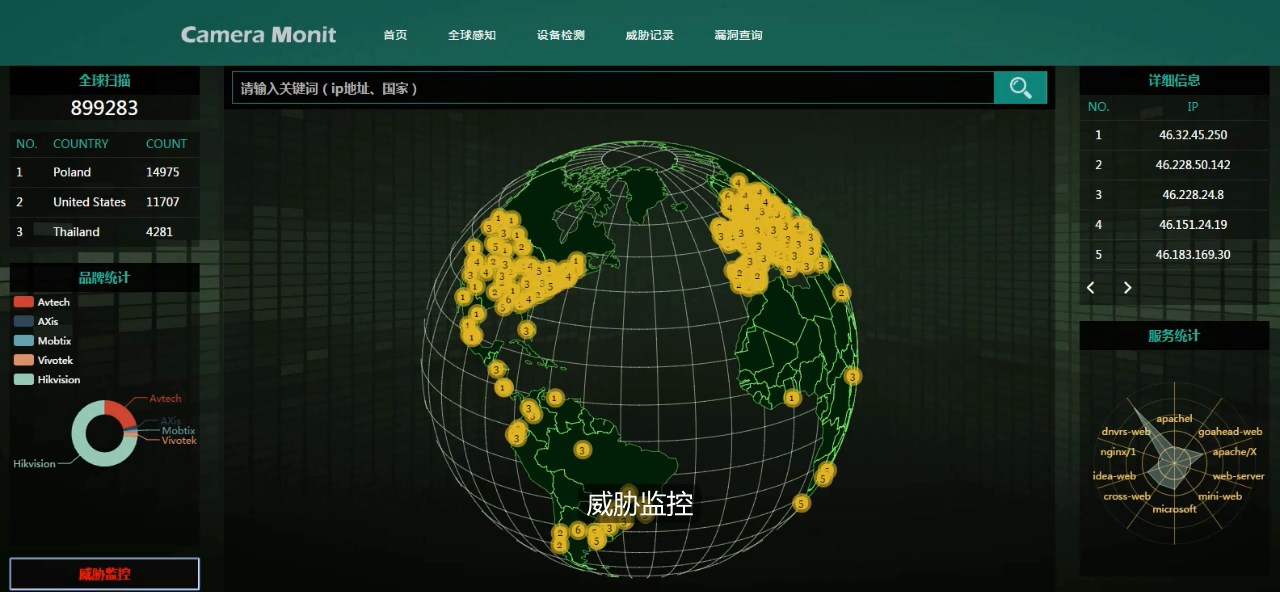 Camera Monit
首页 全球感知 设备检测 威胁记录 漏洞查询
全球扫描
899283
NO. COUNTRY COUNT
1 Poland 14975
2 United States 11707
3 Thailand 4281
品牌统计
Avtech
AXis
Mobtix
Vivotek
Hikvision
Avtech
AXis
Mobtix
Vivotek
Hikvision
威胁监控
请输入关键词（ip地址、国家）
威胁监控
详细信息
NO. IP
1 46.32.45.250
2 46.228.50.142
3 46.228.24.8
4 46.151.24.19
5 46.183.169.30
服务统计
apachel
dnvrs-web goahead-web
nginx/1 apache/X
idea-web web-server
cross-web mini-web
microsoft